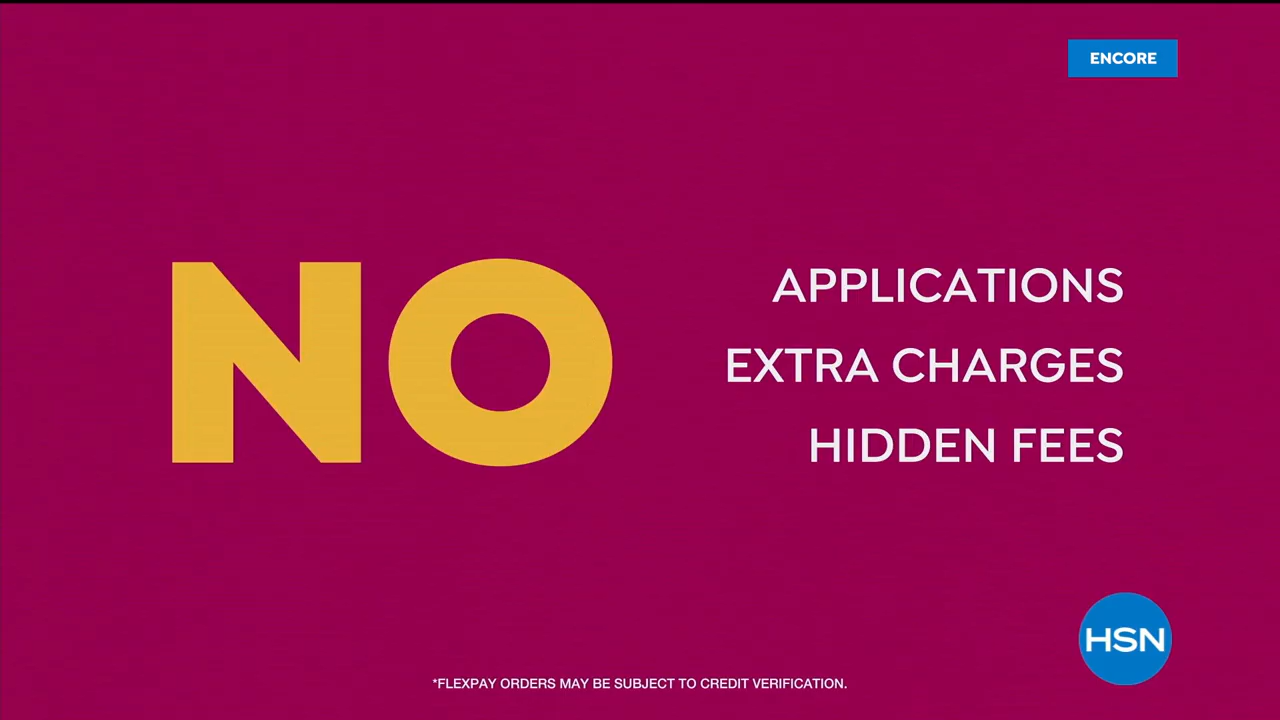 ENCORE
NO
APPLICATIONS
EXTRA CHARGES
HIDDEN FEES
HSN
*FLEXPAY ORDERS MAY BE SUBJECT TO CREDIT VERIFICATION.